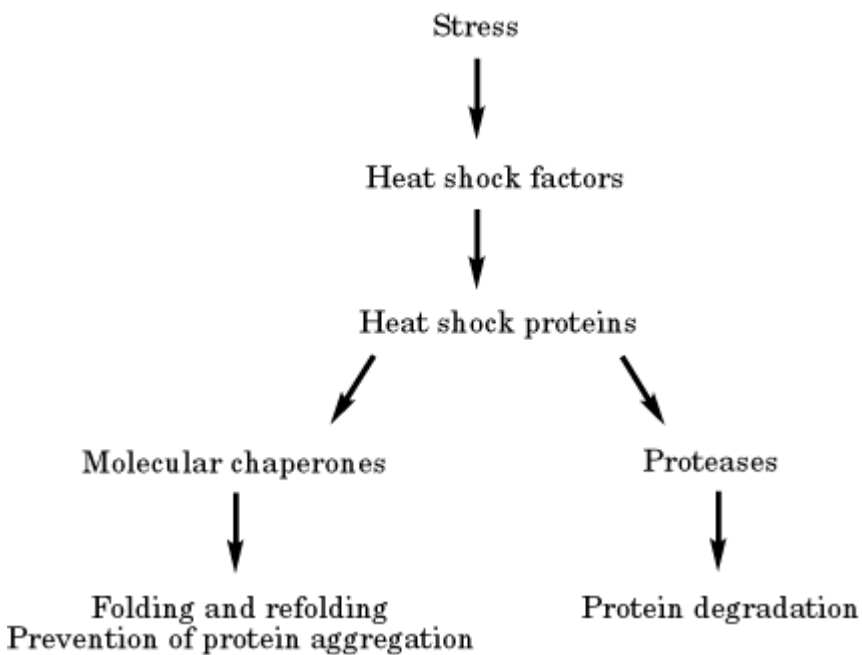 Stress
Heat shock factors
Heat shock proteins
Molecular chaperones
Proteases
Folding and refolding
Prevention of protein aggregation
Protein degradation